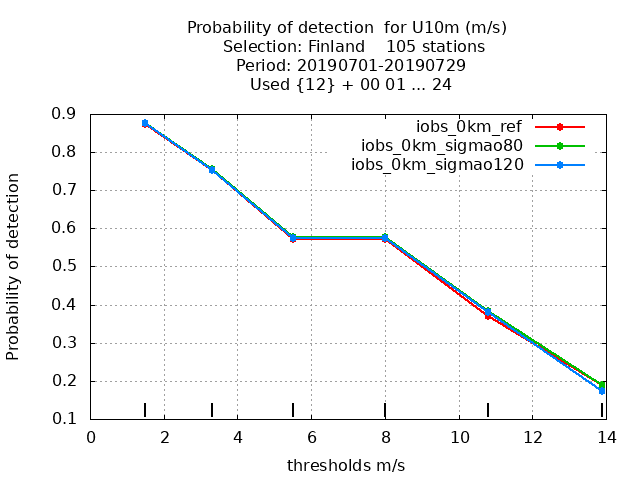 Probability of detection  for U10m (m/s)
Selection: Finland    105 stations
Period: 20190701-20190729
Used {12} + 00 01 ... 24
iobs_0km_ref
iobs_0km_sigmao80
iobs_0km_sigmao120
Probability of detection
0.9
0.8
0.7
0.6
0.5
0.4
0.3
0.2
0.1
0 2 4 6 8 10 12 14
thresholds m/s